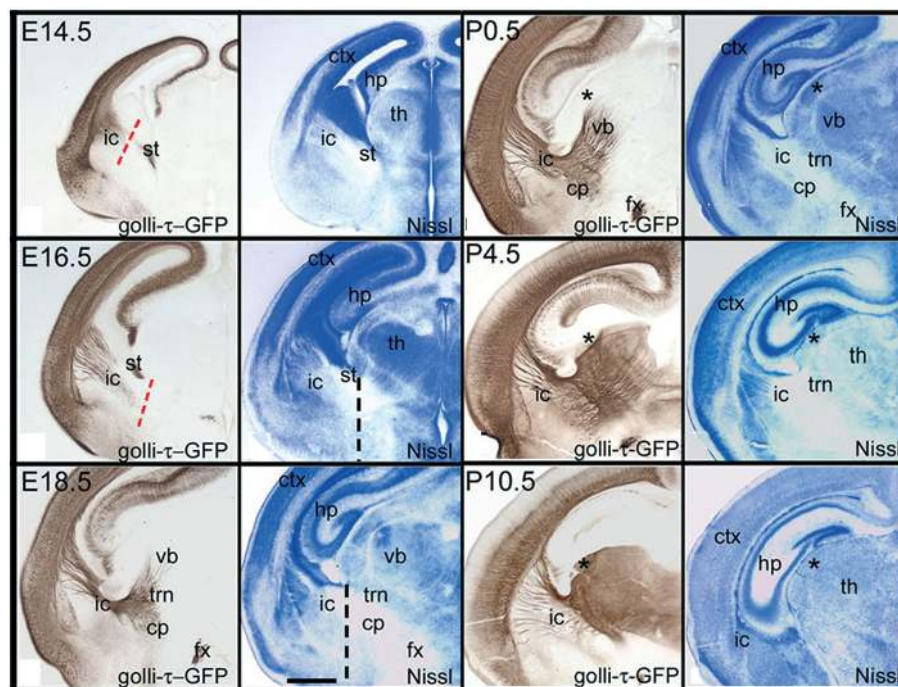 E14.5
ic
st
golli-τ–GFP
ctx
hp
th
ic
st
Nissl
P0.5
*
vb
ic
cp
fx
golli-τ-GFP
ctx
hp
*
vb
ic
trn
cp
fx
Nissl
E16.5
st
ic
golli-τ-GFP
ctx
hp
th
ic
st
Nissl
P4.5
*
ic
golli-τ-GFP
ctx
hp
*
th
trn
ic
Nissl
E18.5
vb
ic
trn
cp
fx
golli-τ-GFP
ctx
hp
vb
ic
trn
cp
fx
Nissl
P10.5
*
ic
golli-τ-GFP
ctx
hp
*
th
ic
Nissl